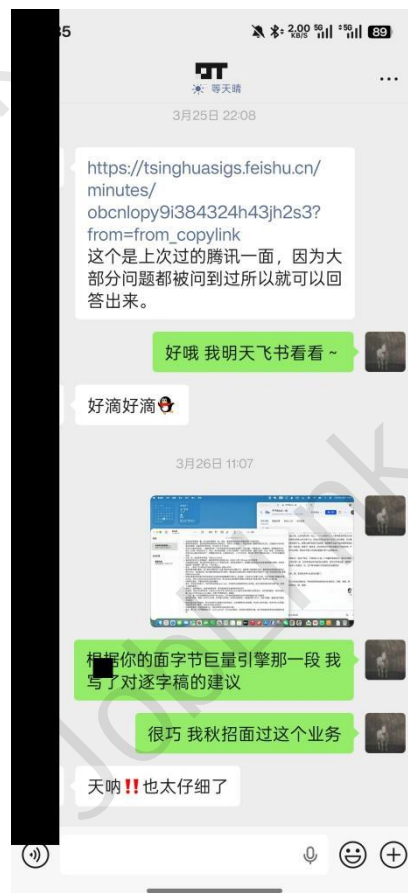 35
2.00 KB/S 5G 5G 89
等天晴
3月25日 22:08
https://tsinghuasigs.feishu.cn/
minutes/
obcnlopy9i384324h43jh2s3?
from=from_copylink
这个是上次过的腾讯一面，因为大
部分问题都被问到过所以就可以回
答出来。
好哦 我明天飞书看看 ~
好滴好滴
3月26日 11:07
根据你的面字节巨量引擎那一段 我
写了对逐字稿的建议
很巧 我秋招面过这个业务
天呐‼️也太仔细了
JobLink